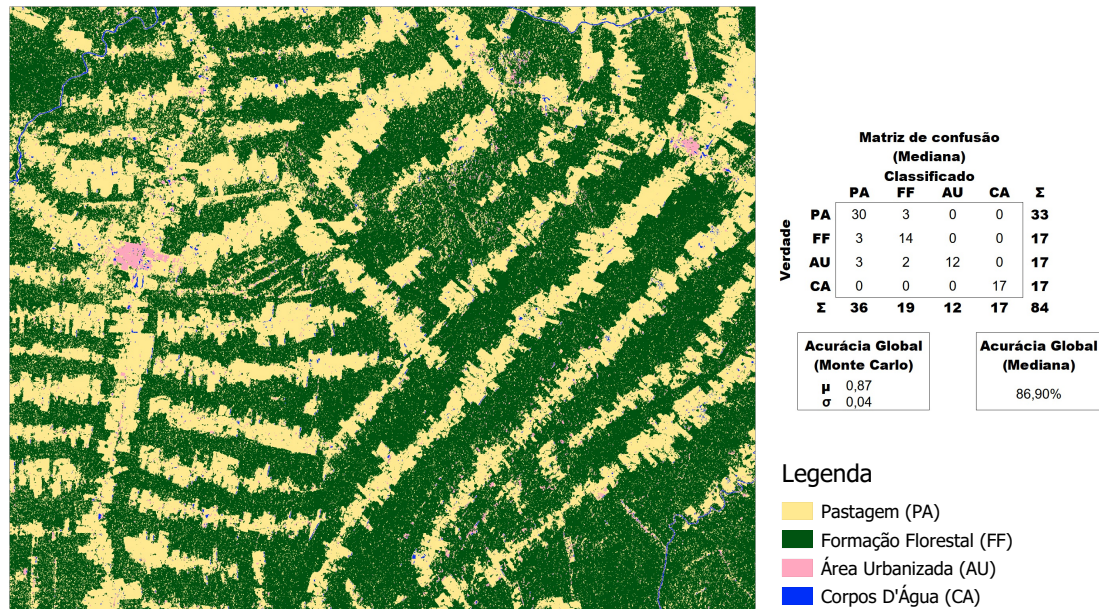 Matriz de confusão
(Mediana)
Classificado
PA FF AU CA Σ
Verdade
PA 30 3 0 0 33
FF 3 14 0 0 17
AU 3 2 12 0 17
CA 0 0 0 17 17
Σ 36 19 12 17 84
Acurácia Global
(Monte Carlo)
μ 0,87
σ 0,04
Acurácia Global
(Mediana)
86,90%
Legenda
Pastagem (PA)
Formação Florestal (FF)
Área Urbanizada (AU)
Corpos D'Água (CA)